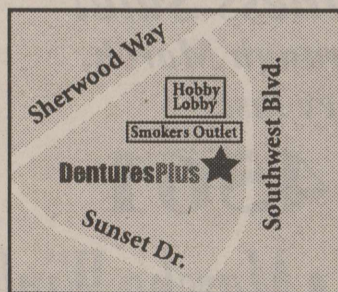 Sherwood Way
Hobby
Lobby
Smokers Outlet
Southwest Blvd.
DenturesPlus
Sunset Dr.